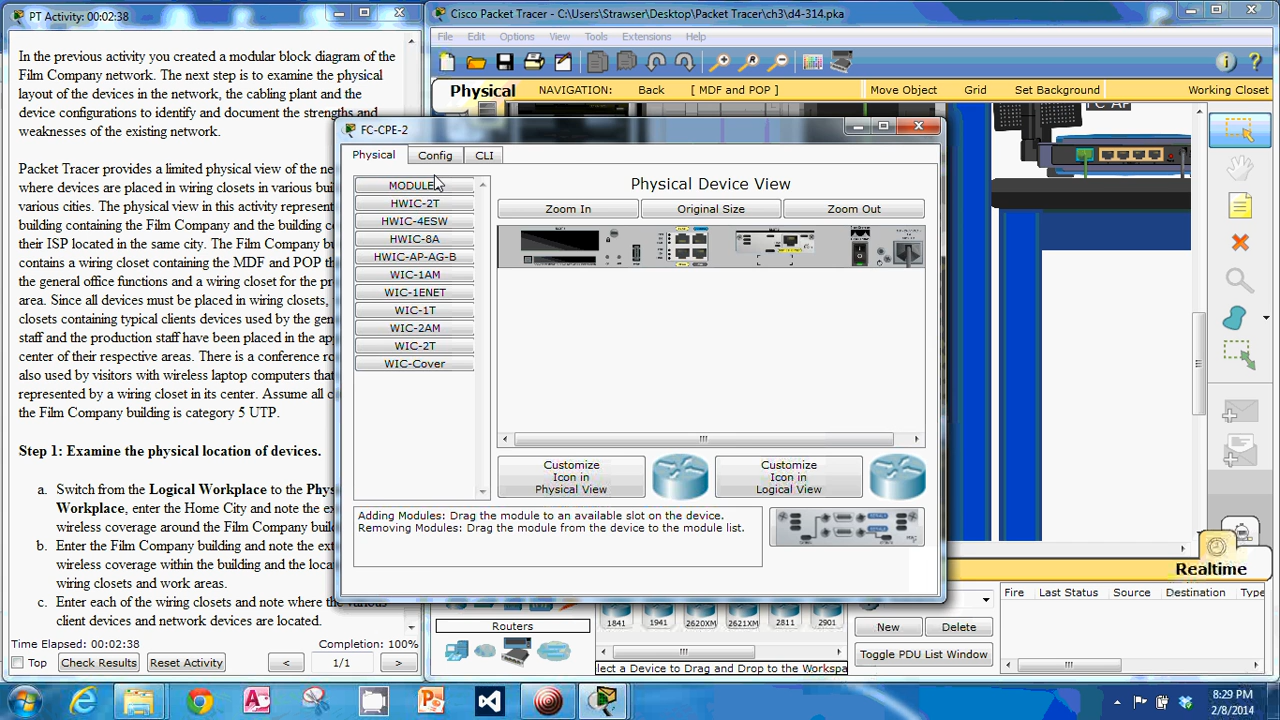 PT Activity: 00:02:38
In the previous activity you created a modular block diagram of the
Film Company network. The next step is to examine the physical
layout of the devices in the network, the cabling plant and the
device configurations to identify and document the strengths and
weaknesses of the existing network.
Packet Tracer provides a limited physical view of the ne
where devices are placed in wiring closets in various bui
various cities. The physical view in this activity represent
building containing the Film Company and the building c
their ISP located in the same city. The Film Company bu
contains a wiring closet containing the MDF and POP th
the general office functions and a wiring closet for the pr
area. Since all devices must be placed in wiring closets,
closets containing typical clients devices used by the gen
staff and the production staff have been placed in the ap
center of their respective areas. There is a conference ro
also used by visitors with wireless laptop computers that
represented by a wiring closet in its center. Assume all c
the Film Company building is category 5 UTP.
Step 1: Examine the physical location of devices.
a. Switch from the Logical Workplace to the Phys
Workplace, enter the Home City and note the ex
wireless coverage around the Film Company buil
b. Enter the Film Company building and note the ext
wireless coverage within the building and the loca
wiring closets and work areas.
c. Enter each of the wiring closets and note where the various
client devices and network devices are located.
Time Elapsed: 00:02:38 Completion: 100%
Top Check Results Reset Activity < 1/1 >
Cisco Packet Tracer - C:\Users\Strawser\Desktop\Packet Tracer\ch3\d4-314.pka
File Edit Options View Tools Extensions Help
Physical NAVIGATION: Back [ MDF and POP ] Move Object Grid Set Background Working Closet
FC-AP
FC-CPE-2
Physical Config CLI
MODULE
HWIC-2T
HWIC-4ESW
HWIC-8A
HWIC-AP-AG-B
WIC-1AM
WIC-1ENET
WIC-1T
WIC-2AM
WIC-2T
WIC-Cover
Physical Device View
Zoom In Original Size Zoom Out
Customize
Icon in
Physical View
Customize
Icon in
Logical View
Adding Modules: Drag the module to an available slot on the device.
Removing Modules: Drag the module from the device to the module list.
Realtime
Routers
1841 1941 2620XM 2621XM 2811 2901
lect a Device to Drag and Drop to the Workspa
New Delete
Toggle PDU List Window
Fire Last Status Source Destination Type
8:29 PM
2/8/2014